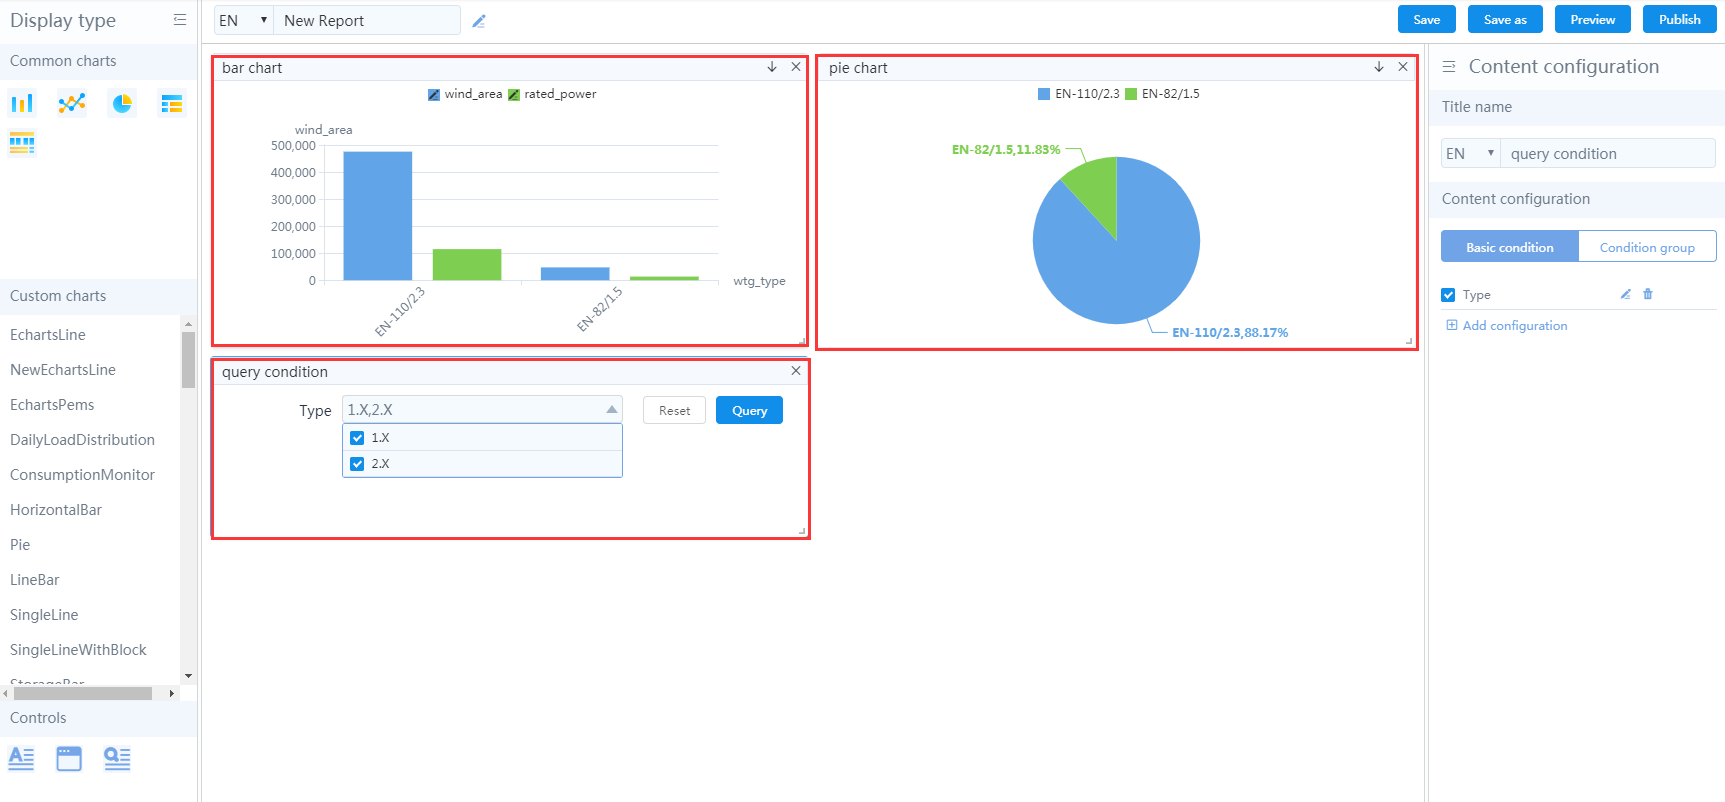 Display type
Common charts
Custom charts
EchartsLine
NewEchartsLine
EchartsPems
DailyLoadDistribution
ConsumptionMonitor
HorizontalBar
Pie
LineBar
SingleLine
SingleLineWithBlock
StorageBar
Controls
EN New Report
Save Save as Preview Publish
bar chart
wind_area rated_power
wind_area
500,000
400,000
300,000
200,000
100,000
0
EN-110/2.3
EN-82/1.5
wtg_type
pie chart
EN-110/2.3 EN-82/1.5
EN-82/1.5,11.83%
EN-110/2.3,88.17%
query condition
Type 1.X,2.X Reset Query
1.X
2.X
Content configuration
Title name
EN query condition
Content configuration
Basic condition Condition group
Type
Add configuration